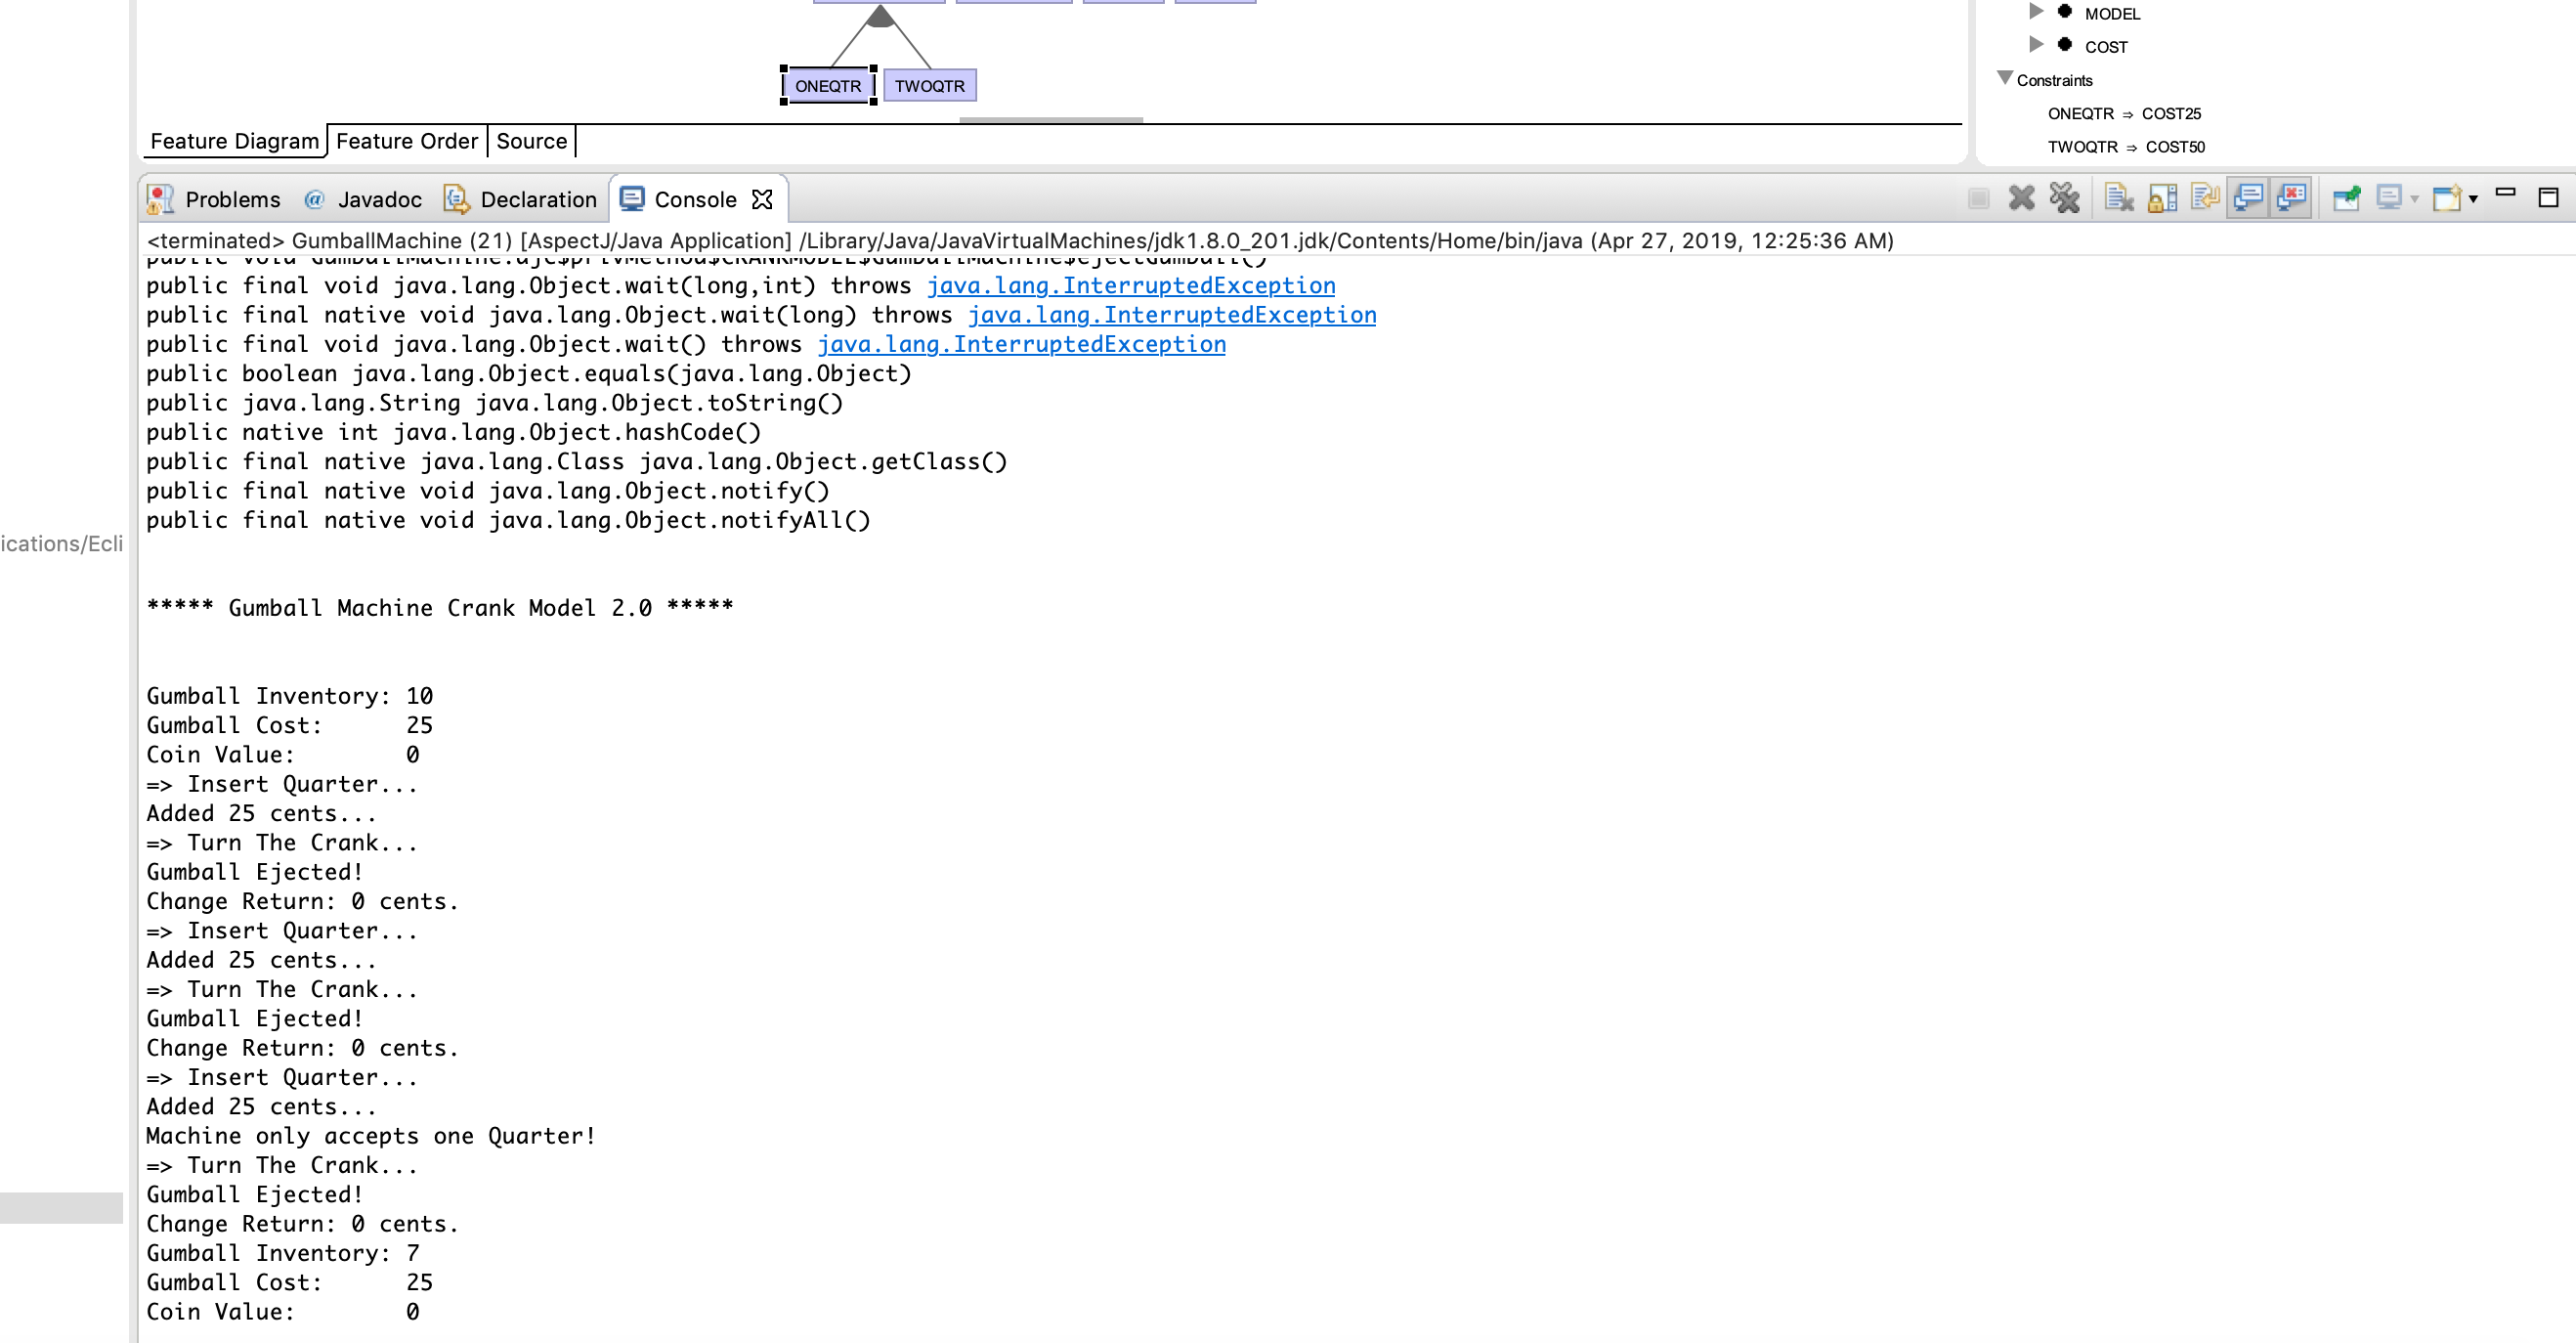 ONEQTR TWOQTR
MODEL
COST
Constraints
ONEQTR ⇒ COST25
TWOQTR ⇒ COST50
Feature Diagram Feature Order Source
Problems @ Javadoc Declaration Console
<terminated> GumballMachine (21) [AspectJ/Java Application] /Library/Java/JavaVirtualMachines/jdk1.8.0_201.jdk/Contents/Home/bin/java (Apr 27, 2019, 12:25:36 AM)
public void GumballMachine.ajc$privMethod$CRANKMODEL$GumballMachine$ejectGumball()
public final void java.lang.Object.wait(long,int) throws java.lang.InterruptedException
public final native void java.lang.Object.wait(long) throws java.lang.InterruptedException
public final void java.lang.Object.wait() throws java.lang.InterruptedException
public boolean java.lang.Object.equals(java.lang.Object)
public java.lang.String java.lang.Object.toString()
public native int java.lang.Object.hashCode()
public final native java.lang.Class java.lang.Object.getClass()
public final native void java.lang.Object.notify()
public final native void java.lang.Object.notifyAll()
ications/Ecli
***** Gumball Machine Crank Model 2.0 *****
Gumball Inventory: 10
Gumball Cost: 25
Coin Value: 0
=> Insert Quarter...
Added 25 cents...
=> Turn The Crank...
Gumball Ejected!
Change Return: 0 cents.
=> Insert Quarter...
Added 25 cents...
=> Turn The Crank...
Gumball Ejected!
Change Return: 0 cents.
=> Insert Quarter...
Added 25 cents...
Machine only accepts one Quarter!
=> Turn The Crank...
Gumball Ejected!
Change Return: 0 cents.
Gumball Inventory: 7
Gumball Cost: 25
Coin Value: 0